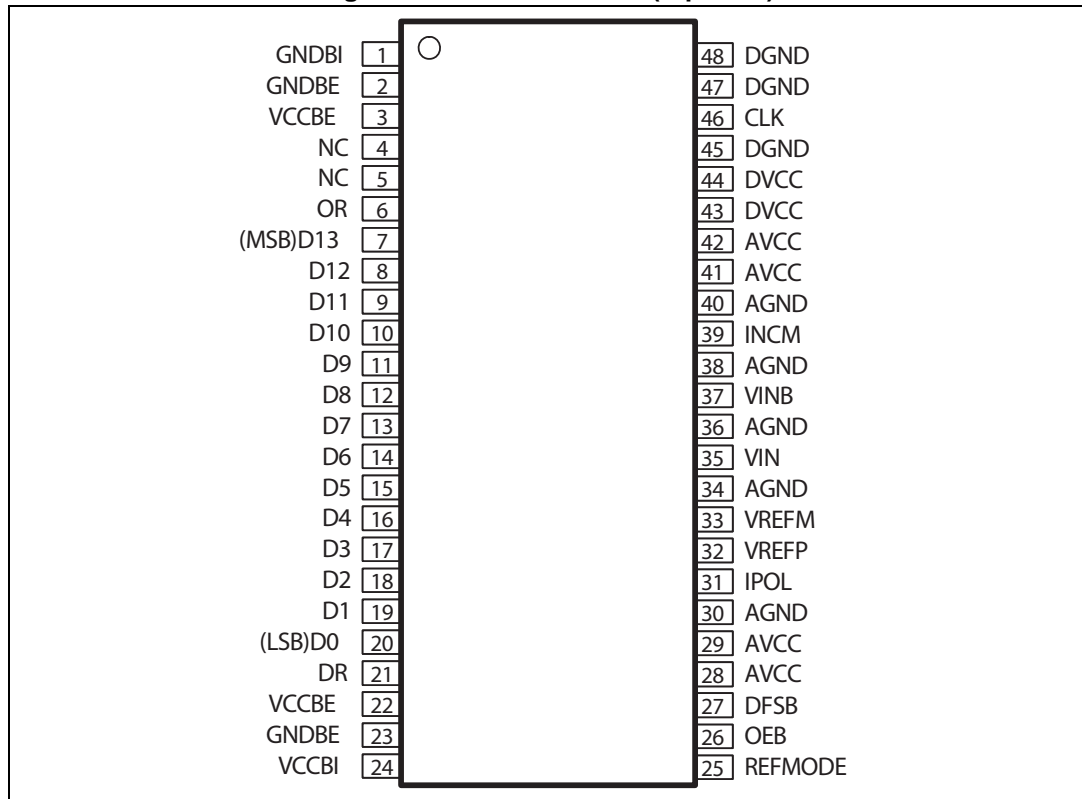 GNDBI 1 48 DGND
GNDBE 2 47 DGND
VCCBE 3 46 CLK
NC 4 45 DGND
NC 5 44 DVCC
OR 6 43 DVCC
(MSB)D13 7 42 AVCC
D12 8 41 AVCC
D11 9 40 AGND
D10 10 39 INCM
D9 11 38 AGND
D8 12 37 VINB
D7 13 36 AGND
D6 14 35 VIN
D5 15 34 AGND
D4 16 33 VREFM
D3 17 32 VREFP
D2 18 31 IPOL
D1 19 30 AGND
(LSB)D0 20 29 AVCC
DR 21 28 AVCC
VCCBE 22 27 DFSB
GNDBE 23 26 OEB
VCCBI 24 25 REFMODE